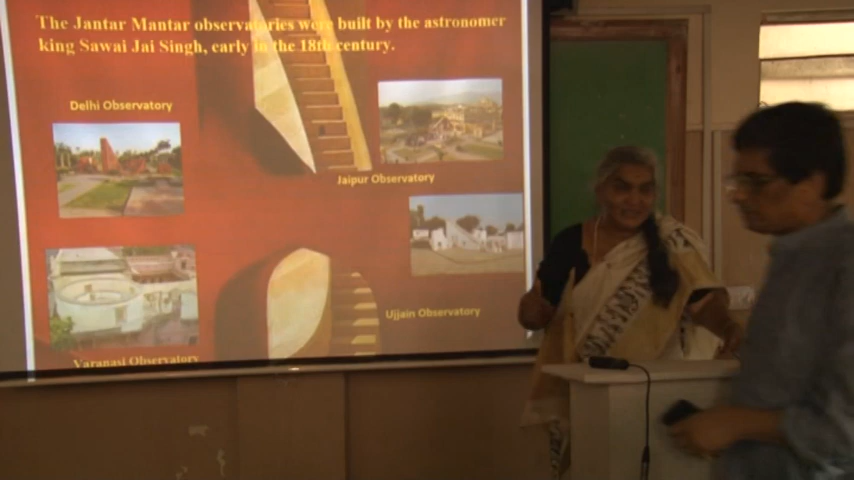 The Jantar Mantar observatories were built by the astronomer
king Sawai Jai Singh, early in the 18th century.
Delhi Observatory
Jaipur Observatory
Ujjain Observatory
Varanasi Observatory